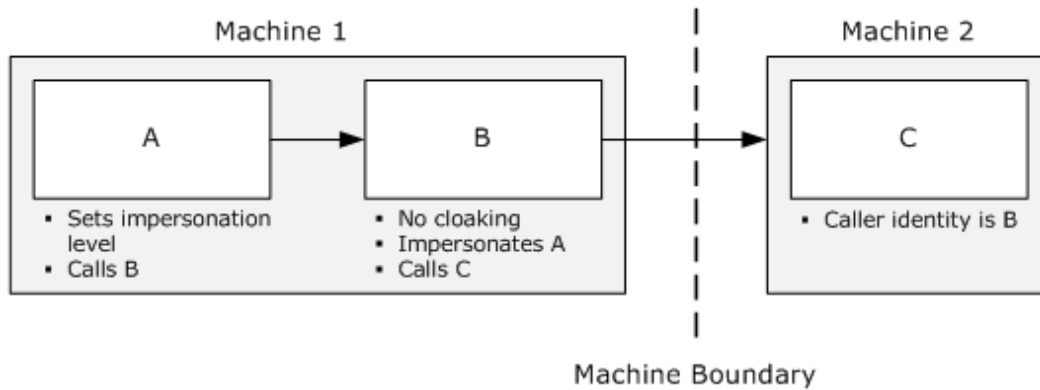 Machine 1
Machine 2
A
B
C
▪ Sets impersonation
level
▪ Calls B
▪ No cloaking
▪ Impersonates A
▪ Calls C
▪ Caller identity is B
Machine Boundary